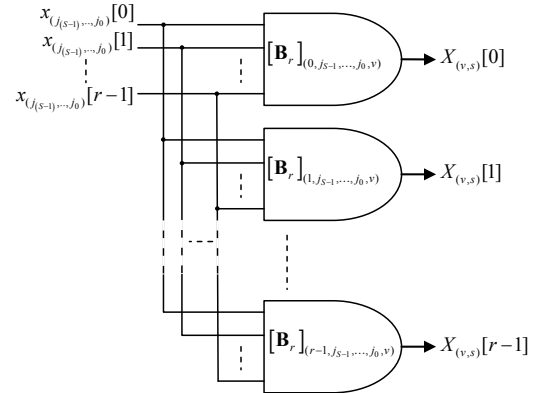 x_{(j_{(S-1)},..,j_0)}[0]
x_{(j_{(S-1)},..,j_0)}[1]
x_{(j_{(S-1)},..,j_0)}[r-1]
[B_r]_{(0,j_{S-1},...,j_0,v)}
X_{(v,s)}[0]
[B_r]_{(1,j_{S-1},...,j_0,v)}
X_{(v,s)}[1]
[B_r]_{(r-1,j_{S-1},...,j_0,v)}
X_{(v,s)}[r-1]